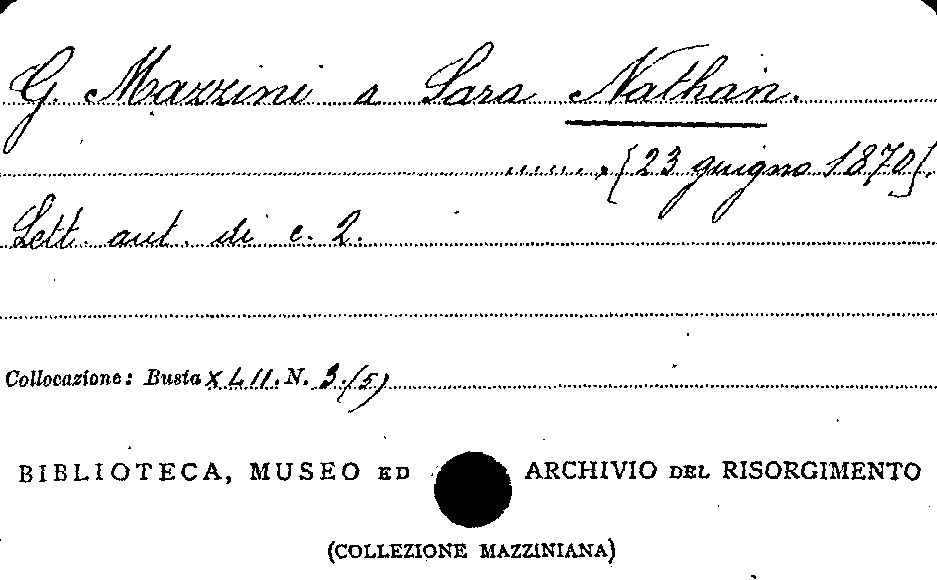 G. Mazzini a Sara Nathan.
......, [23 giugno 1870].
Lett. aut. di c. 2.
Collocazione: Busta XLII. N. 3.(5)
BIBLIOTECA, MUSEO ED ARCHIVIO DEL RISORGIMENTO
(COLLEZIONE MAZZINIANA)